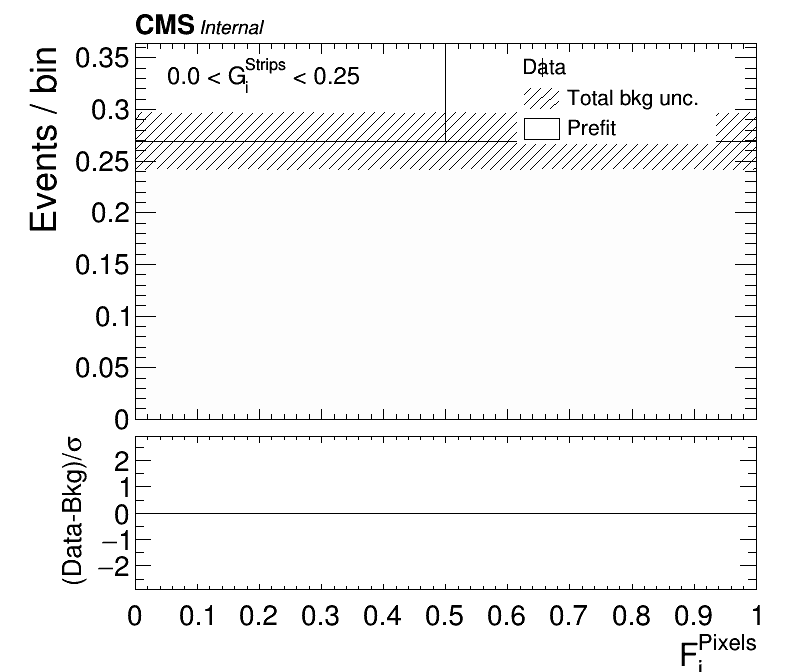 CMS Internal
Events / bin
0.35
0.3
0.25
0.2
0.15
0.1
0.05
0
0.0 < G_i^Strips < 0.25
Data
Total bkg unc.
Prefit
(Data-Bkg)/σ
2
1
0
−1
−2
0 0.1 0.2 0.3 0.4 0.5 0.6 0.7 0.8 0.9 1
F_i^Pixels